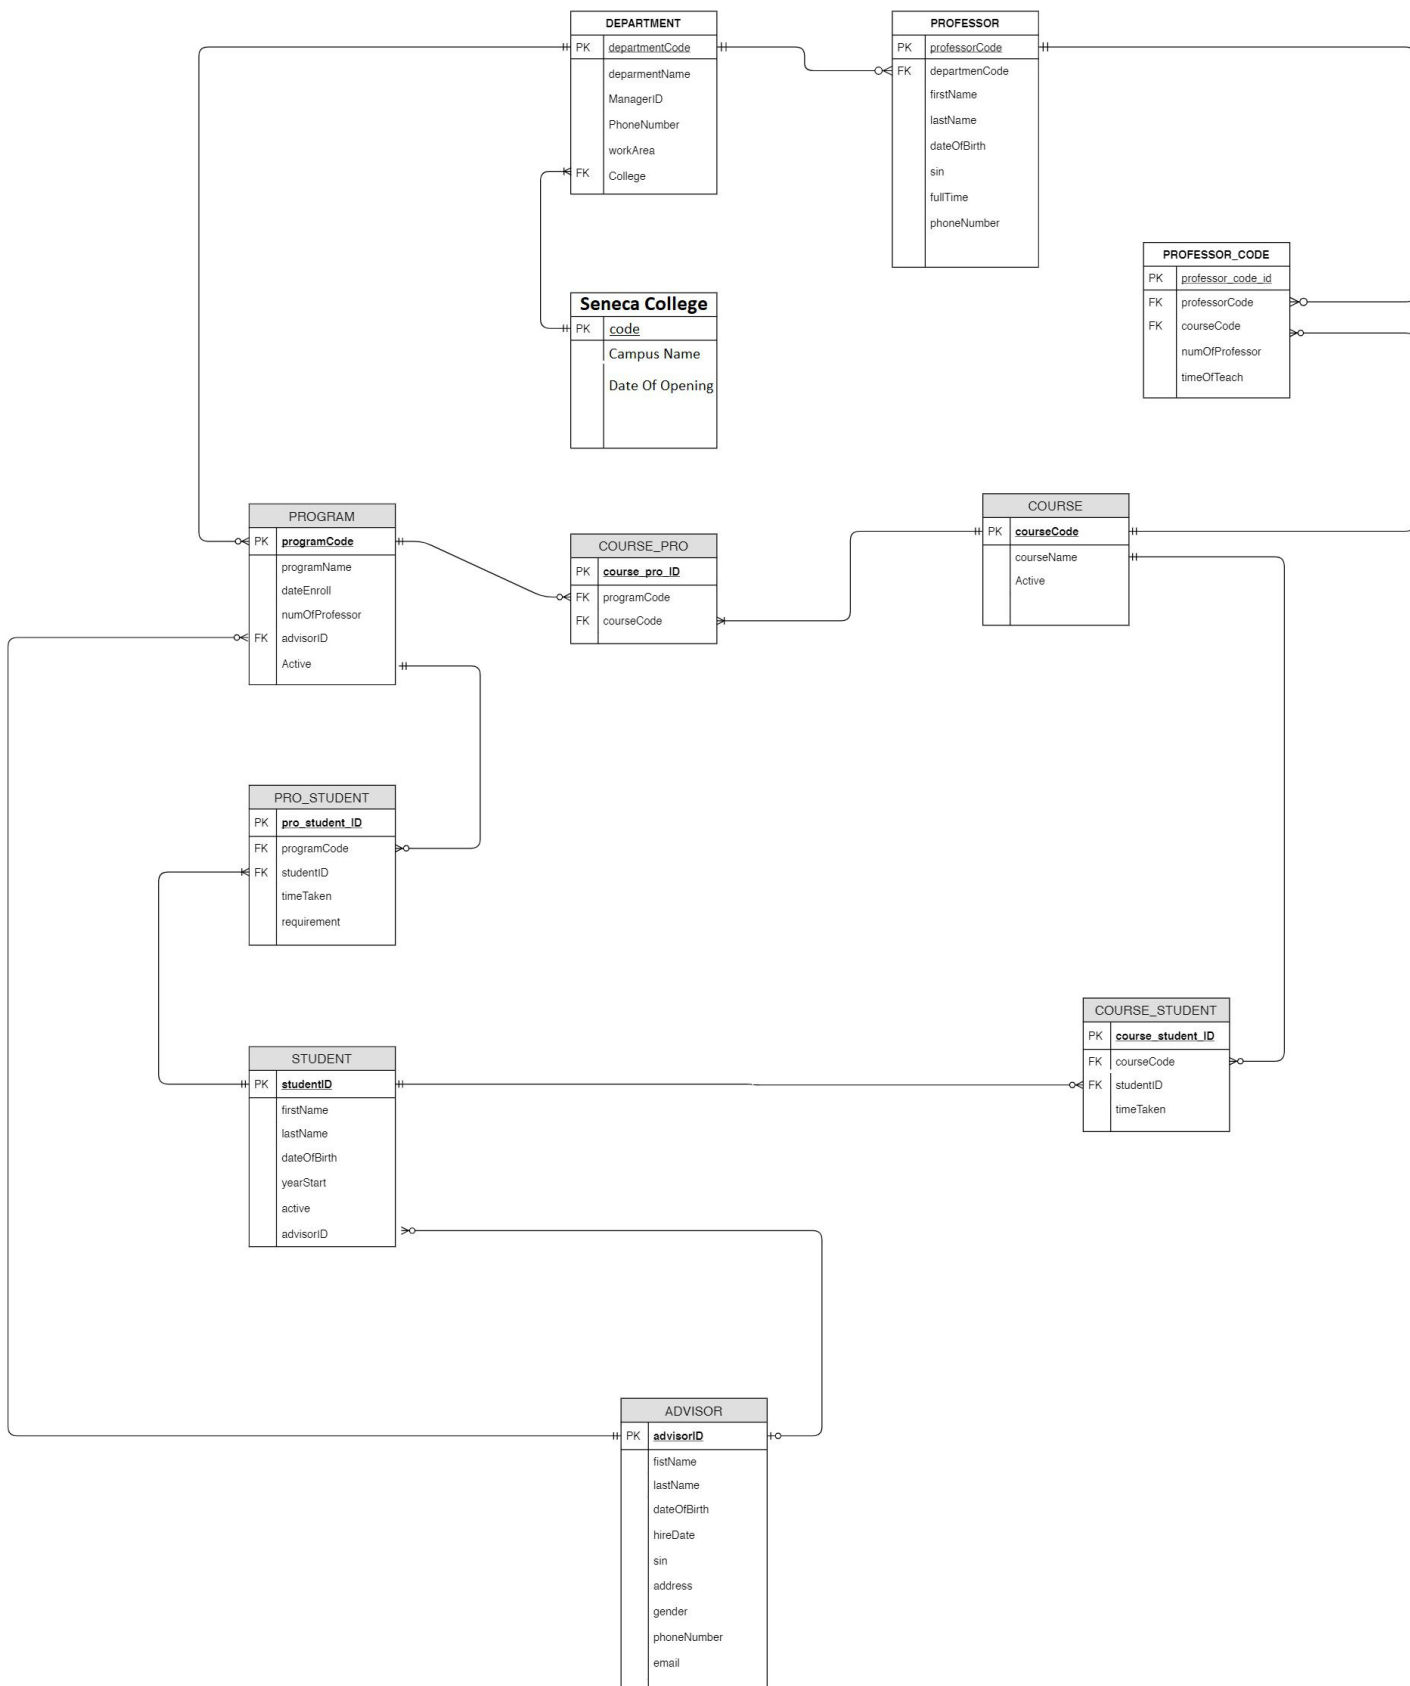 DEPARTMENT
PK departmentCode
deparmentName
ManagerID
PhoneNumber
workArea
FK College
PROFESSOR
PK professorCode
FK departmenCode
firstName
lastName
dateOfBirth
sin
fullTime
phoneNumber
PROFESSOR_CODE
PK professor_code_id
FK professorCode
FK courseCode
numOfProfessor
timeOfTeach
Seneca College
PK code
Campus Name
Date Of Opening
PROGRAM
PK programCode
programName
dateEnroll
numOfProfessor
FK advisorID
Active
COURSE_PRO
PK course_pro_ID
FK programCode
FK courseCode
COURSE
PK courseCode
courseName
Active
PRO_STUDENT
PK pro_student_ID
FK programCode
FK studentID
timeTaken
requirement
STUDENT
PK studentID
firstName
lastName
dateOfBirth
yearStart
active
advisorID
COURSE_STUDENT
PK course_student_ID
FK courseCode
FK studentID
timeTaken
ADVISOR
PK advisorID
fistName
lastName
dateOfBirth
hireDate
sin
address
gender
phoneNumber
email